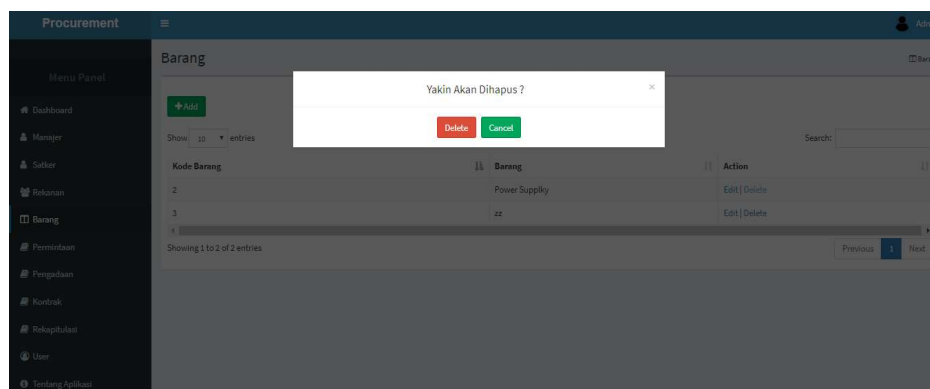 Procurement
Barang
Menu Panel
Yakin Akan Dihapus ?
×
Delete Cancel
+Add
Show 10 entries
Search:
Dashboard
Manajer
Satker
Rekanan
Barang
Permintaan
Pengadaan
Kontrak
Rekapitulasi
User
Tentang Aplikasi
Kode Barang Barang Action
2 Power Supplky Edit | Delete
3 zz Edit | Delete
Showing 1 to 2 of 2 entries
Previous 1 Next